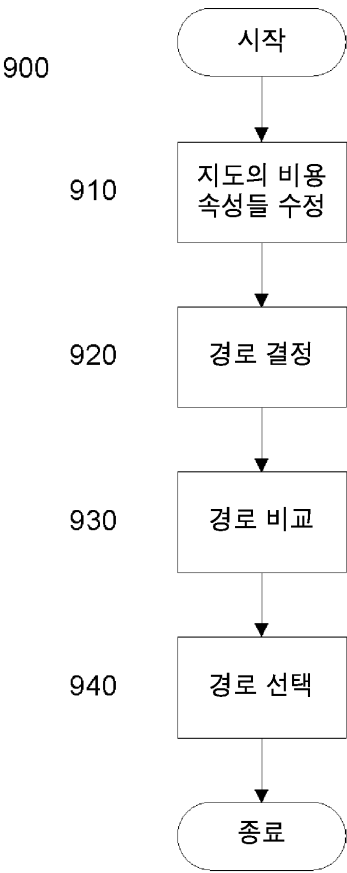 시작
900
910
지도의 비용
속성들 수정
920
경로 결정
930
경로 비교
940
경로 선택
종료